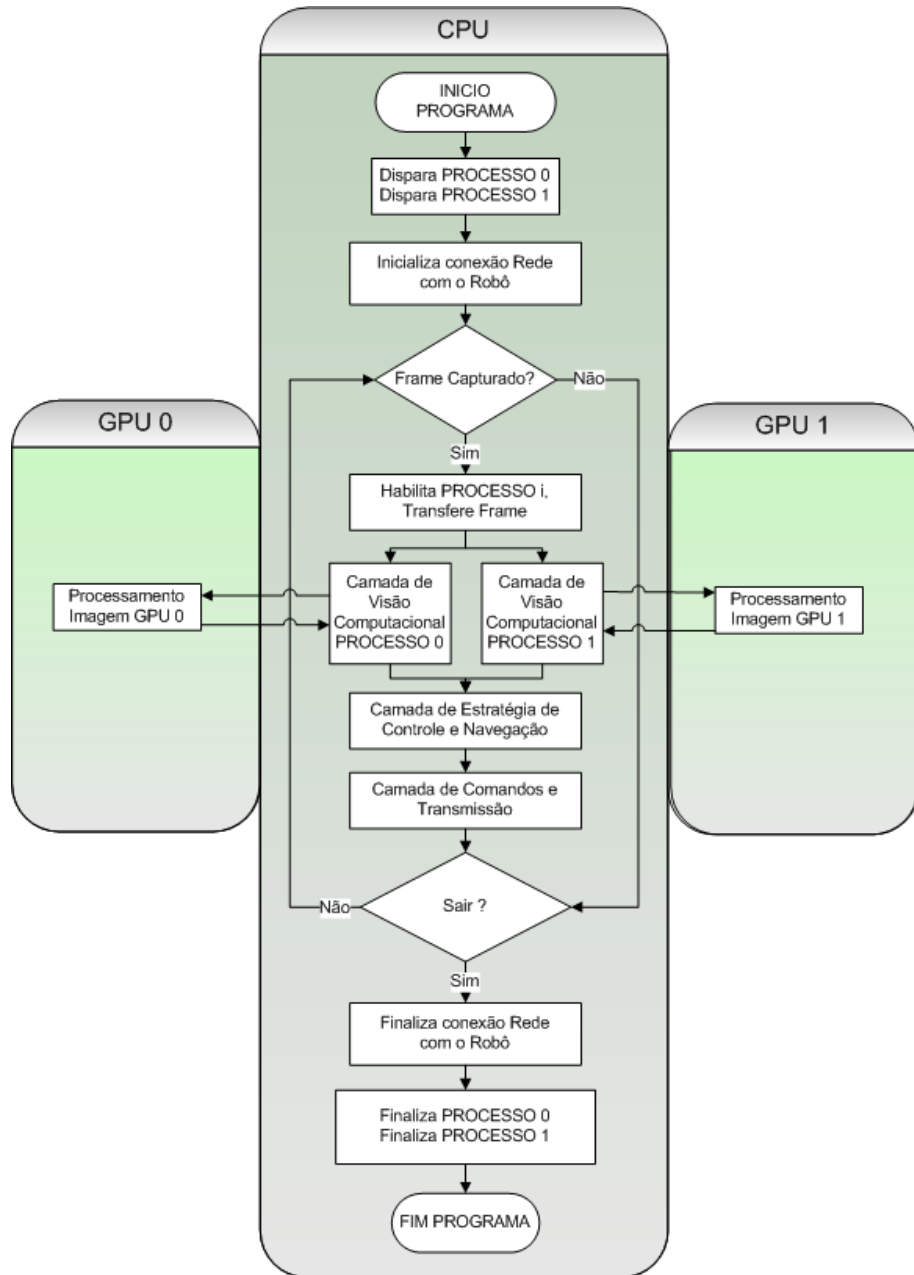 CPU
INICIO
PROGRAMA
Dispara PROCESSO 0
Dispara PROCESSO 1
Inicializa conexão Rede
com o Robô
Frame Capturado?
Não
Sim
GPU 0
GPU 1
Habilita PROCESSO i,
Transfere Frame
Processamento
Imagem GPU 0
Camada de
Visão
Computacional
PROCESSO 0
Camada de
Visão
Computacional
PROCESSO 1
Processamento
Imagem GPU 1
Camada de Estratégia de
Controle e Navegação
Camada de Comandos e
Transmissão
Sair ?
Não
Sim
Finaliza conexão Rede
com o Robô
Finaliza PROCESSO 0
Finaliza PROCESSO 1
FIM PROGRAMA